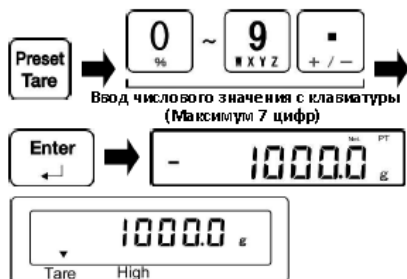 Preset Tare
0 % ~ 9 W X Y Z . + / −
Ввод числового значения с клавиатуры
(Максимум 7 цифр)
Enter
Net PT
- 1000.0 g
1000.0 g
Tare High